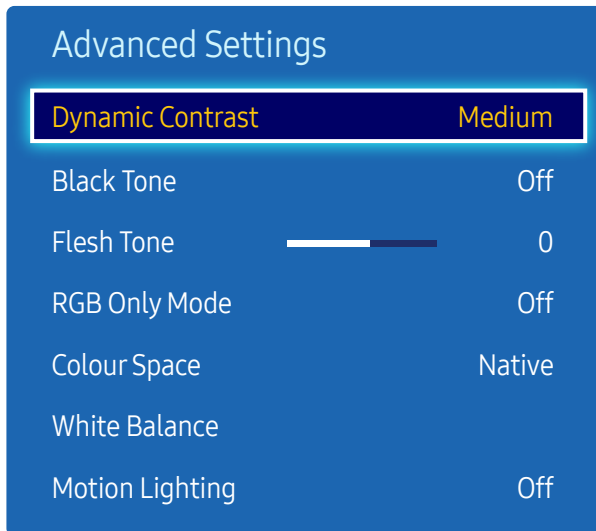 Advanced Settings
Dynamic Contrast Medium
Black Tone Off
Flesh Tone 0
RGB Only Mode Off
Colour Space Native
White Balance
Motion Lighting Off